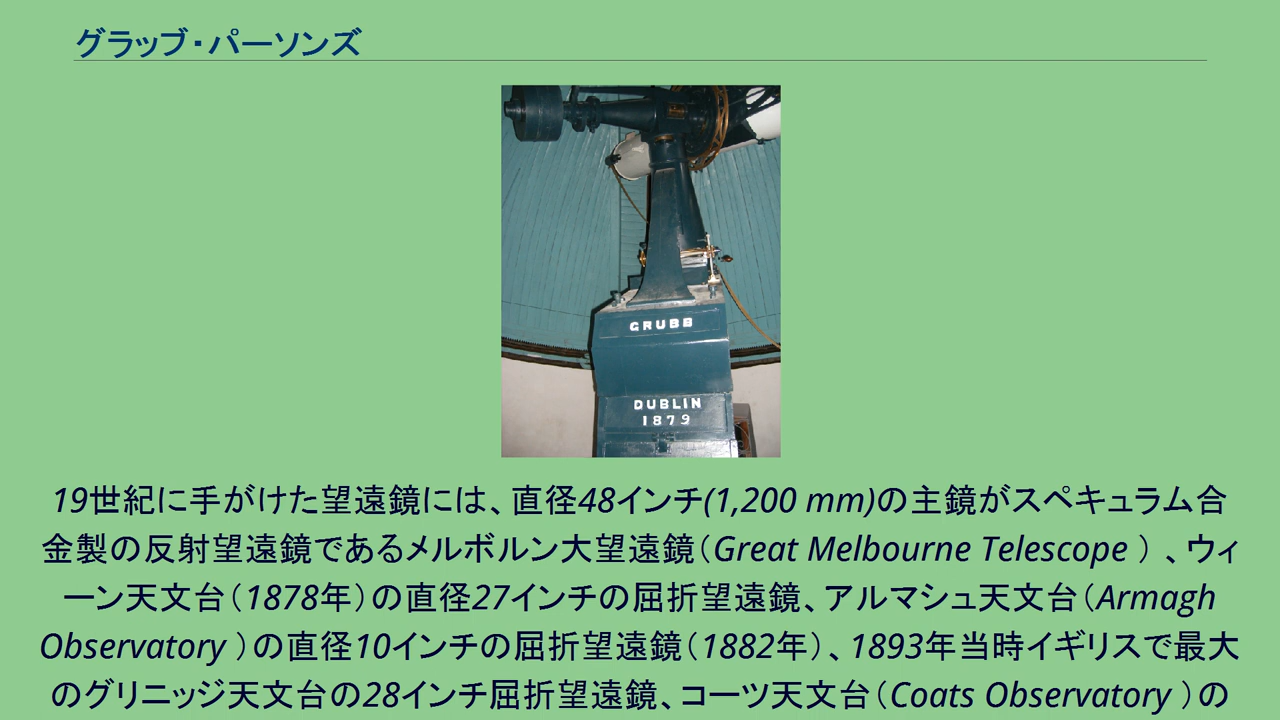 グラッブ・パーソンズ
GRUBB
DUBLIN
1879
19世紀に手がけた望遠鏡には、直径48インチ(1,200 mm)の主鏡がスペキュラム合
金製の反射望遠鏡であるメルボルン大望遠鏡（Great Melbourne Telescope ）、ウィ
ーン天文台（1878年）の直径27インチの屈折望遠鏡、アルマシュ天文台（Armagh
Observatory ）の直径10インチの屈折望遠鏡（1882年）、1893年当時イギリスで最大
のグリニッジ天文台の28インチ屈折望遠鏡、コーツ天文台（Coats Observatory ）の